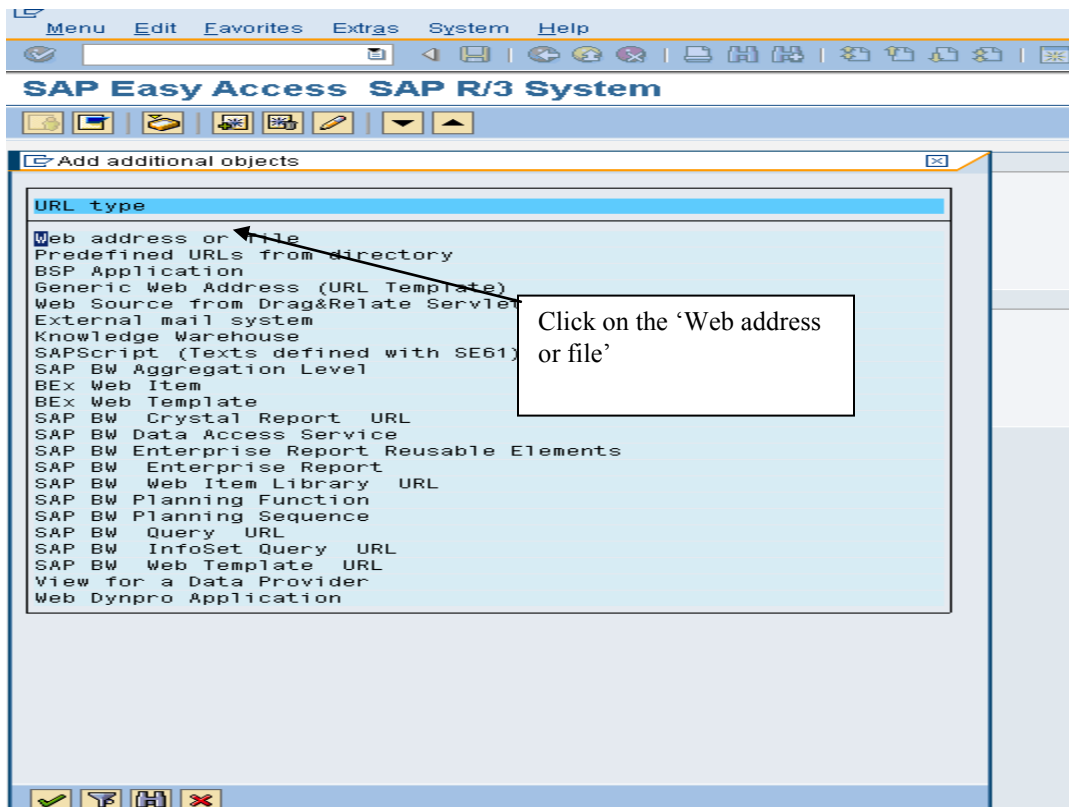 Menu Edit Favorites Extras System Help
SAP Easy Access SAP R/3 System
Add additional objects
URL type
Web address or file
Predefined URLs from directory
BSP Application
Generic Web Address (URL Template)
Web Source from Drag&Relate Servlet
External mail system
Knowledge Warehouse
SAPScript (Texts defined with SE61)
SAP BW Aggregation Level
BEx Web Item
BEx Web Template
SAP BW  Crystal Report  URL
SAP BW Data Access Service
SAP BW Enterprise Report Reusable Elements
SAP BW  Enterprise Report
SAP BW  Web Item Library  URL
SAP BW Planning Function
SAP BW Planning Sequence
SAP BW  Query  URL
SAP BW  InfoSet Query  URL
SAP BW  Web Template  URL
View for a Data Provider
Web Dynpro Application
Click on the ‘Web address
or file’